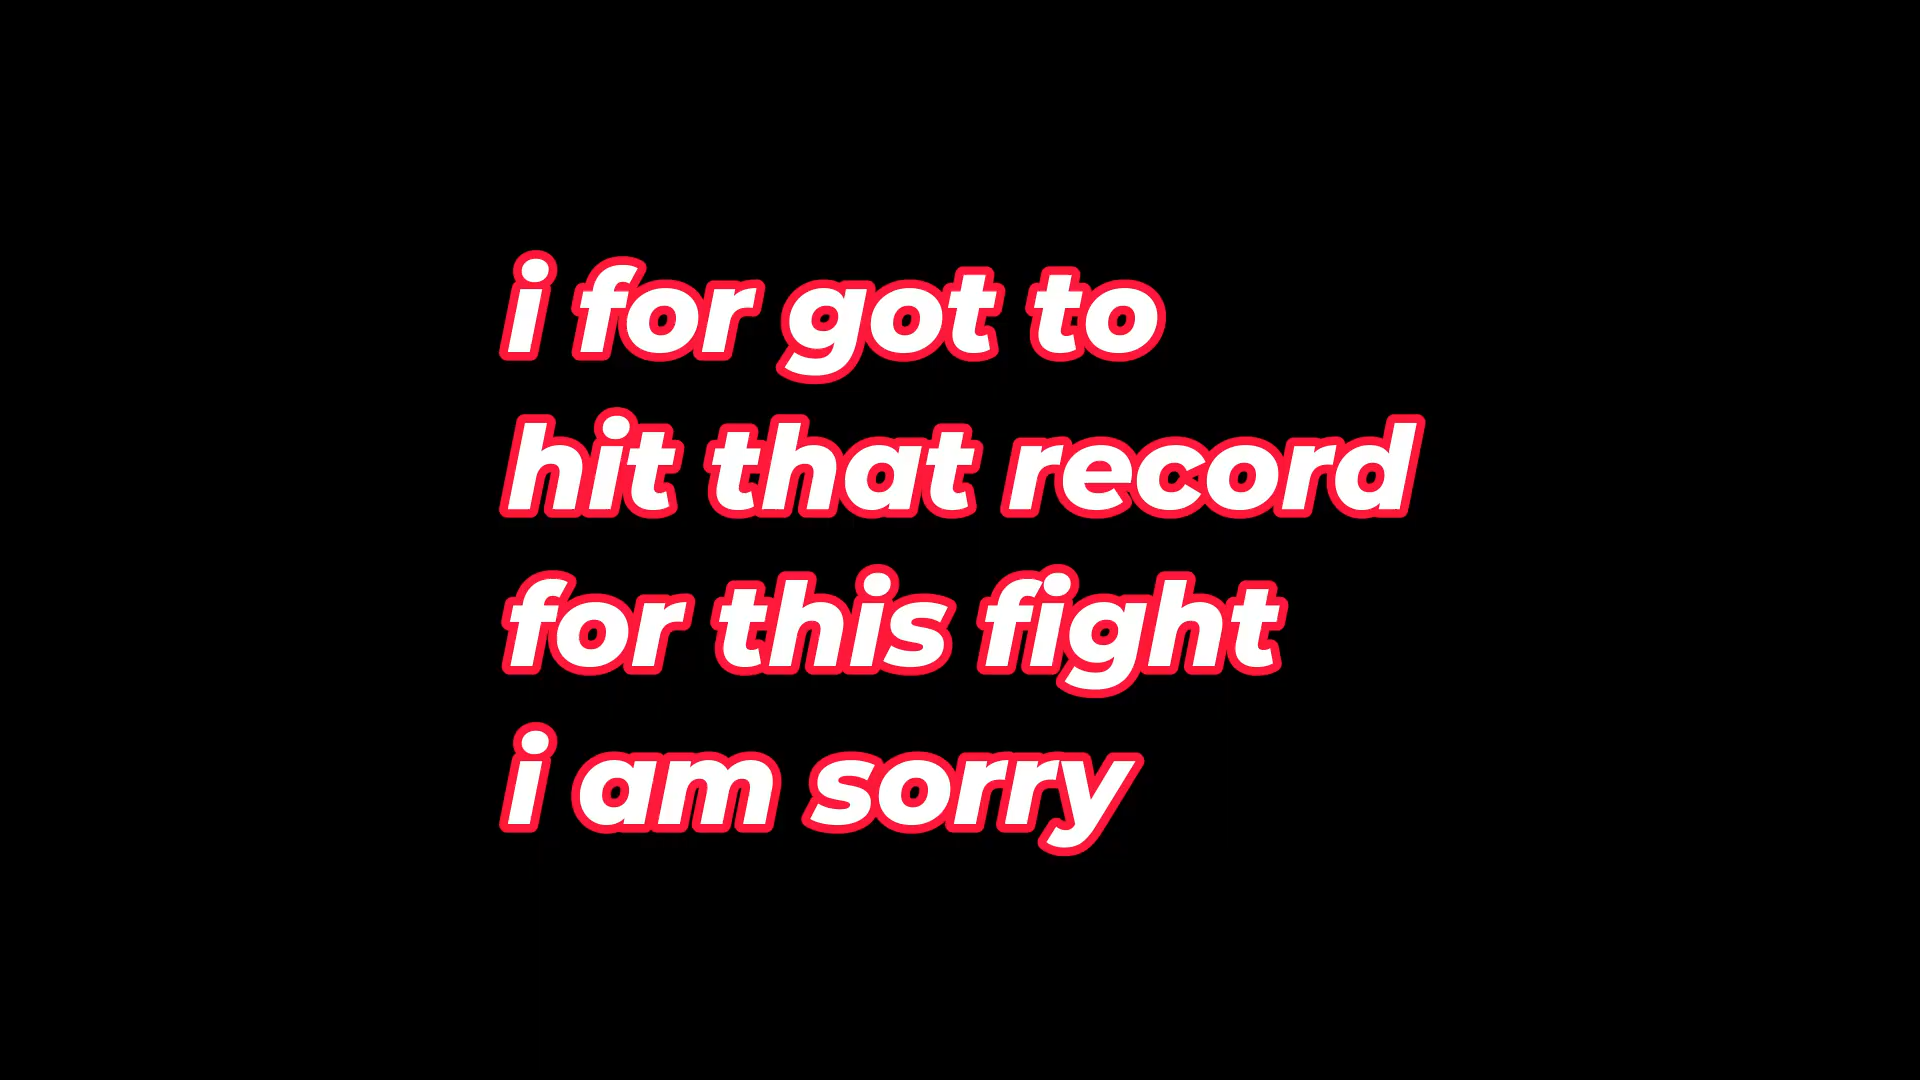 i for got to
hit that record
for this fight
i am sorry